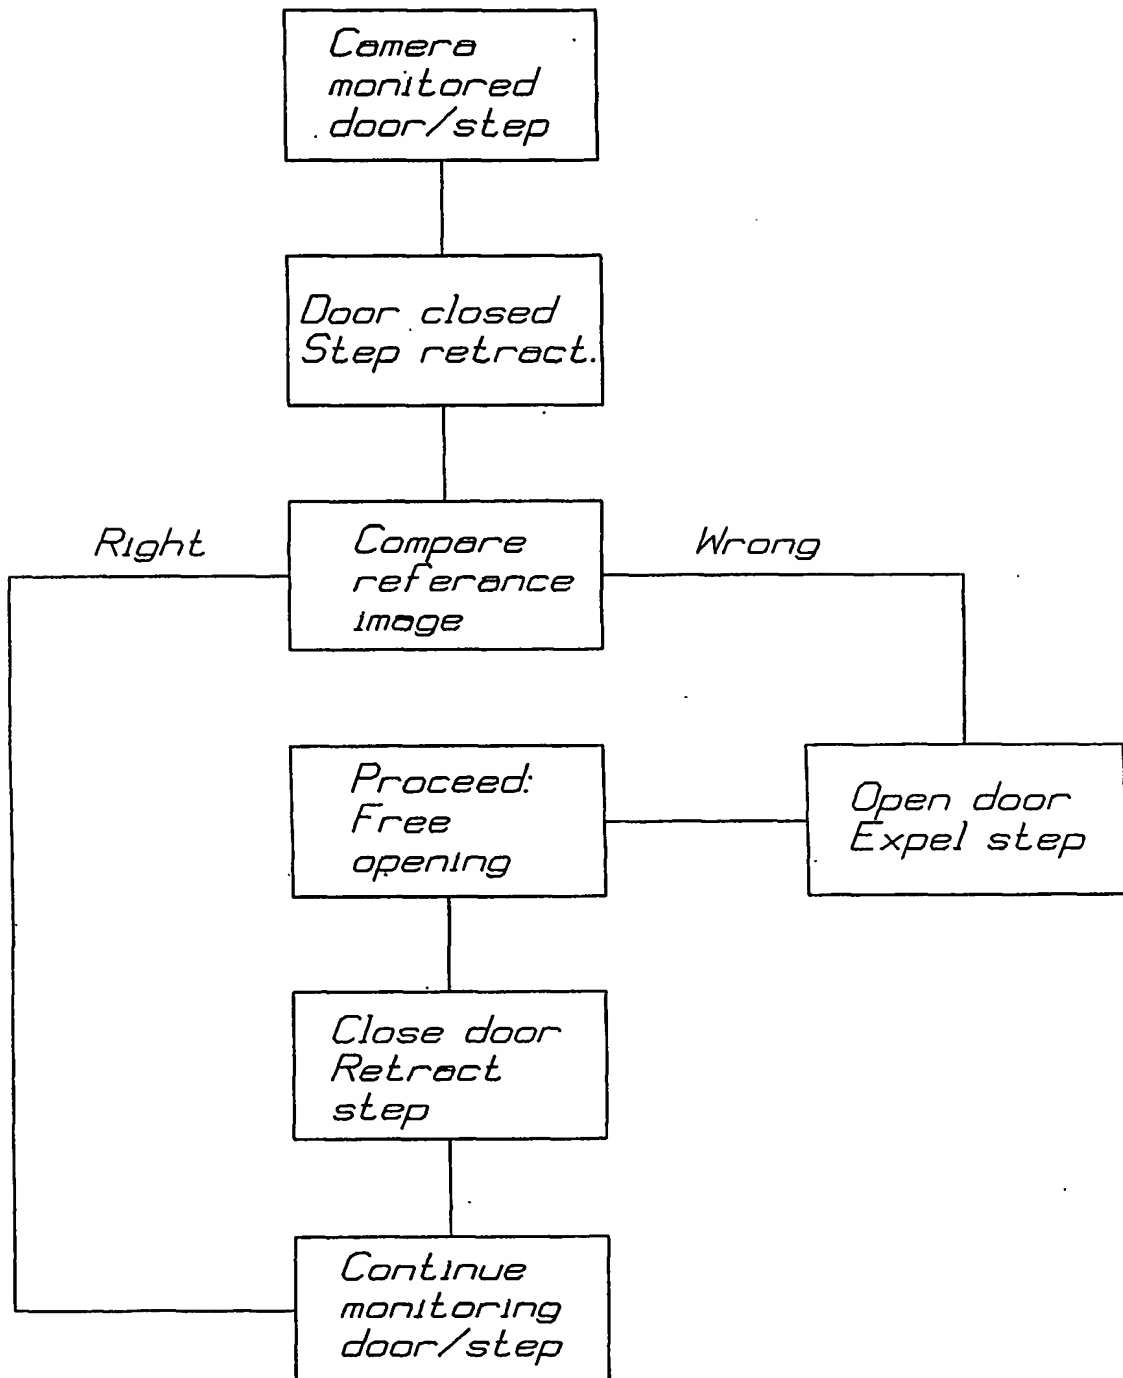 Camera
monitored
door/step
Door closed
Step retract.
Right
Compare
referance
image
Wrong
Proceed:
Free
opening
Open door
Expel step
Close door
Retract
step
Continue
monitoring
door/step